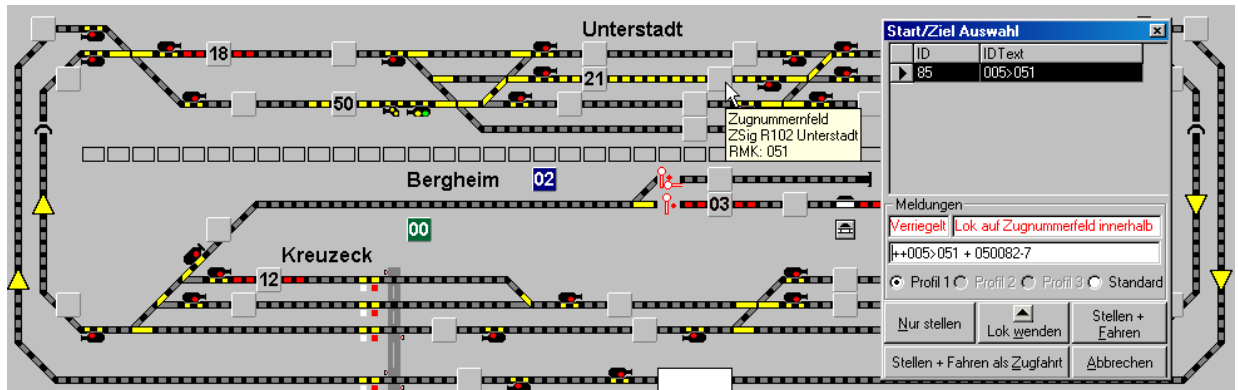 Unterstadt
18
21
50
Zugnummernfeld
ZSig R102 Unterstadt
RMK: 051
Bergheim
02
03
00
Kreuzeck
12
Start/Ziel Auswahl
ID IDText
85 005>051
Meldungen
Verriegelt Lok auf Zugnummerfeld innerhalb
++005>051 + 050082-7
Profil 1 Profil 2 Profil 3 Standard
Nur stellen
Lok wenden
Stellen +
Fahren
Stellen + Fahren als Zugfahrt
Abbrechen